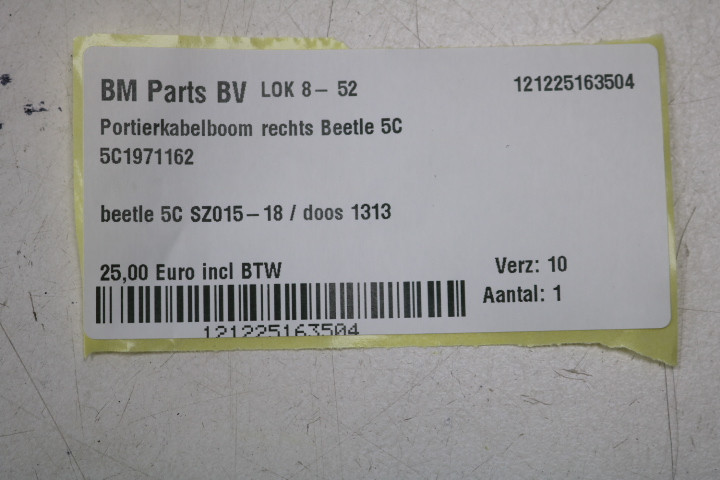 BM Parts BV LOK 8 - 52 121225163504
Portierkabelboom rechts Beetle 5C
5C1971162
beetle 5C SZ015-18 / doos 1313
25,00 Euro incl BTW Verz: 10
Aantal: 1
121225163504